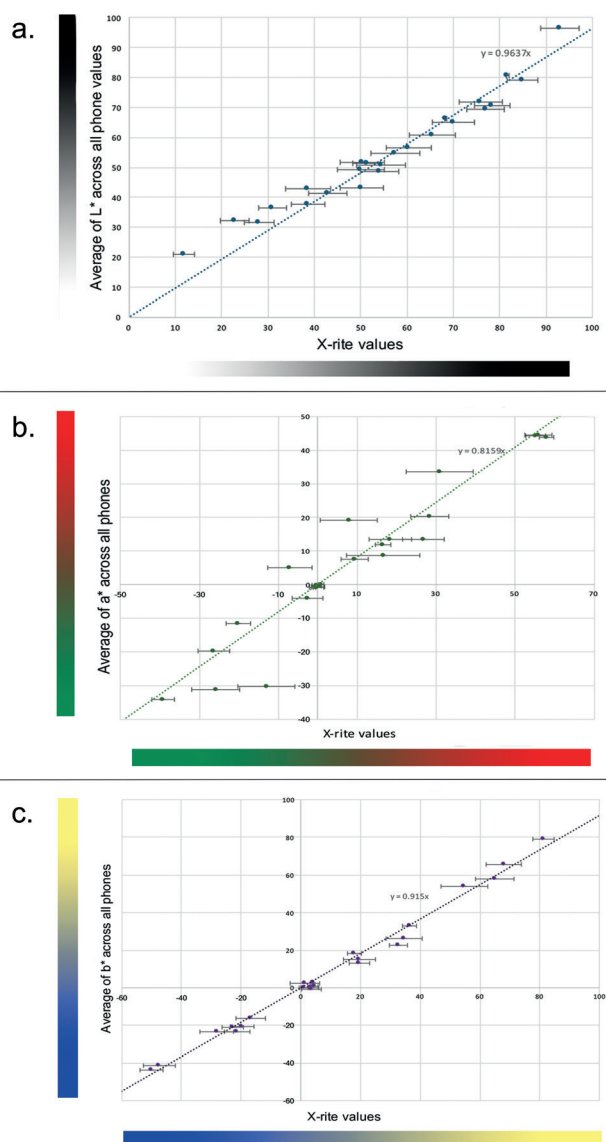 a.
100
90
80
70
60
50
40
30
20
10
0
y = 0.9637x
Average of L* across all phone values
0 10 20 30 40 50 60 70 80 90 100
X-rite values
b.
50
40
30
20
10
0
-10
-20
-30
-40
y = 0.8159x
Average of a* across all phones
-50 -30 -10 10 30 50 70
X-rite values
c.
100
80
60
40
20
0
-20
-40
-60
y = 0.915x
Average of b* across all phones
-60 -40 -20 0 20 40 60 80 100
X-rite values